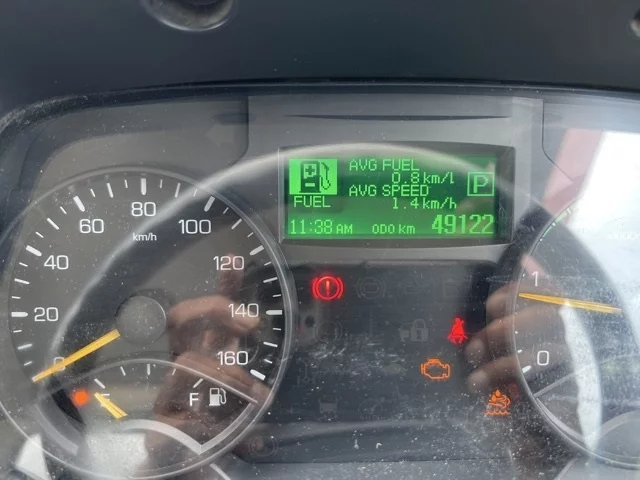 AVG FUEL
0.8 km/l
AVG SPEED
1.4 km/h
FUEL
P
11:38 AM ODO km 49122
0
20
40
60
80
100
120
140
160
km/h
E
F
1
0